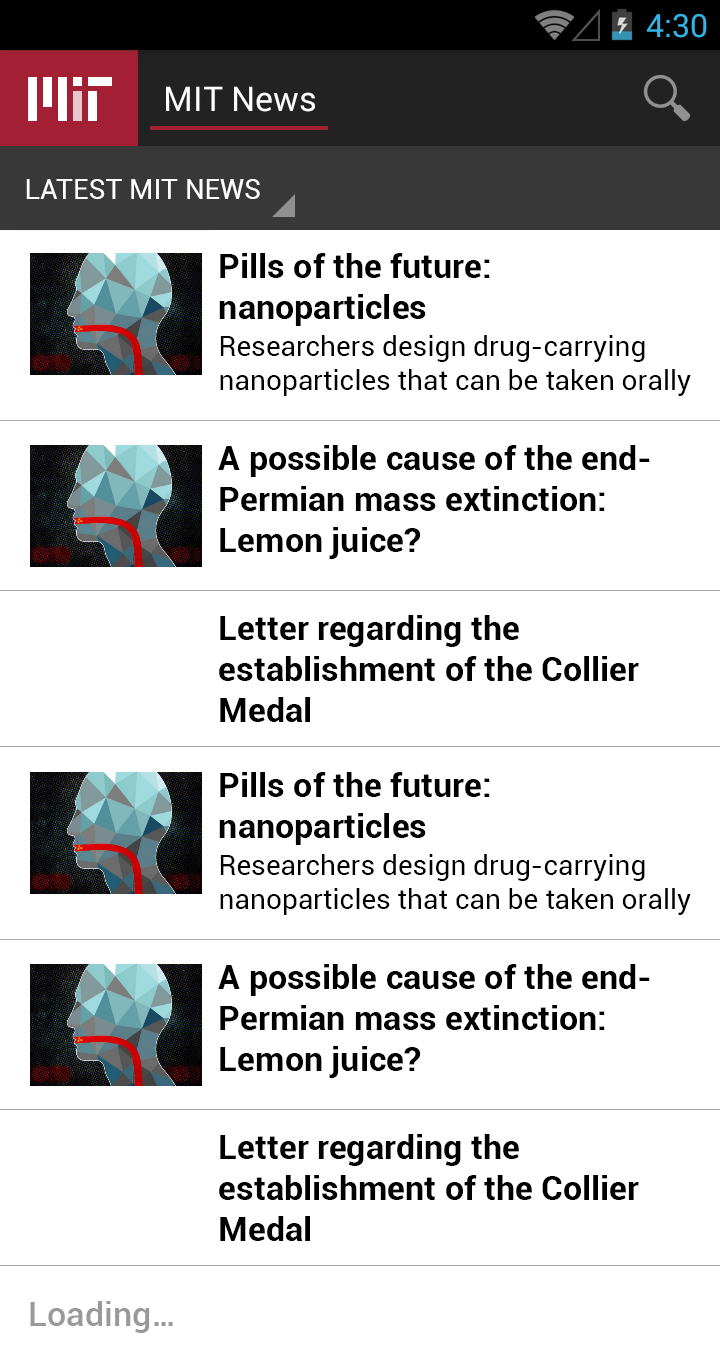 4:30
MIT
MIT News
LATEST MIT NEWS
Pills of the future:
nanoparticles
Researchers design drug-carrying
nanoparticles that can be taken orally
A possible cause of the end-
Permian mass extinction:
Lemon juice?
Letter regarding the
establishment of the Collier
Medal
Pills of the future:
nanoparticles
Researchers design drug-carrying
nanoparticles that can be taken orally
A possible cause of the end-
Permian mass extinction:
Lemon juice?
Letter regarding the
establishment of the Collier
Medal
Loading...